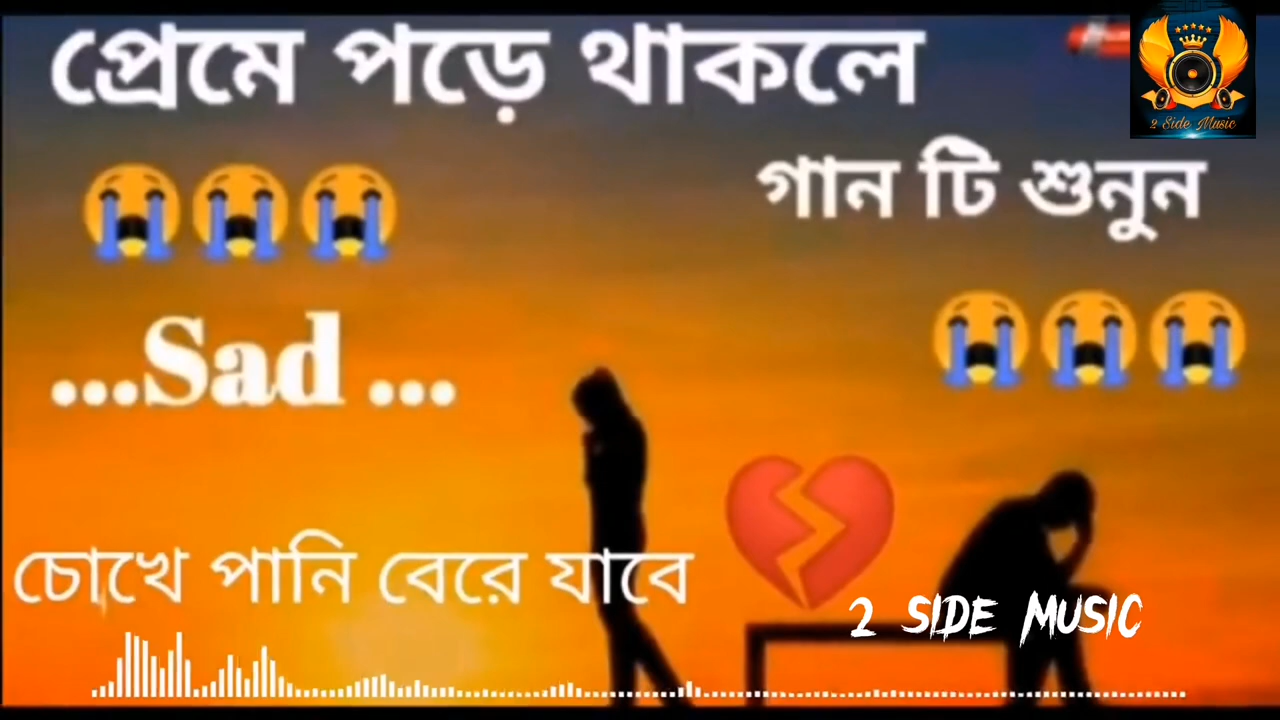 প্রেমে পড়ে থাকলে
2 Side Music
গান টি শুনুন
😭😭😭
😭😭😭
...Sad ...
চোখে পানি বেরে যাবে
2 SIDE MUSIC